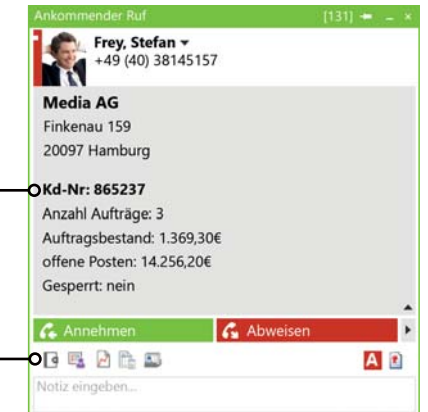 Ankommender Ruf [131]
Frey, Stefan
+49 (40) 38145157
Media AG
Finkenau 159
20097 Hamburg
Kd-Nr: 865237
Anzahl Aufträge: 3
Auftragsbestand: 1.369,30€
offene Posten: 14.256,20€
Gesperrt: nein
Annehmen Abweisen
A
Notiz eingeben...